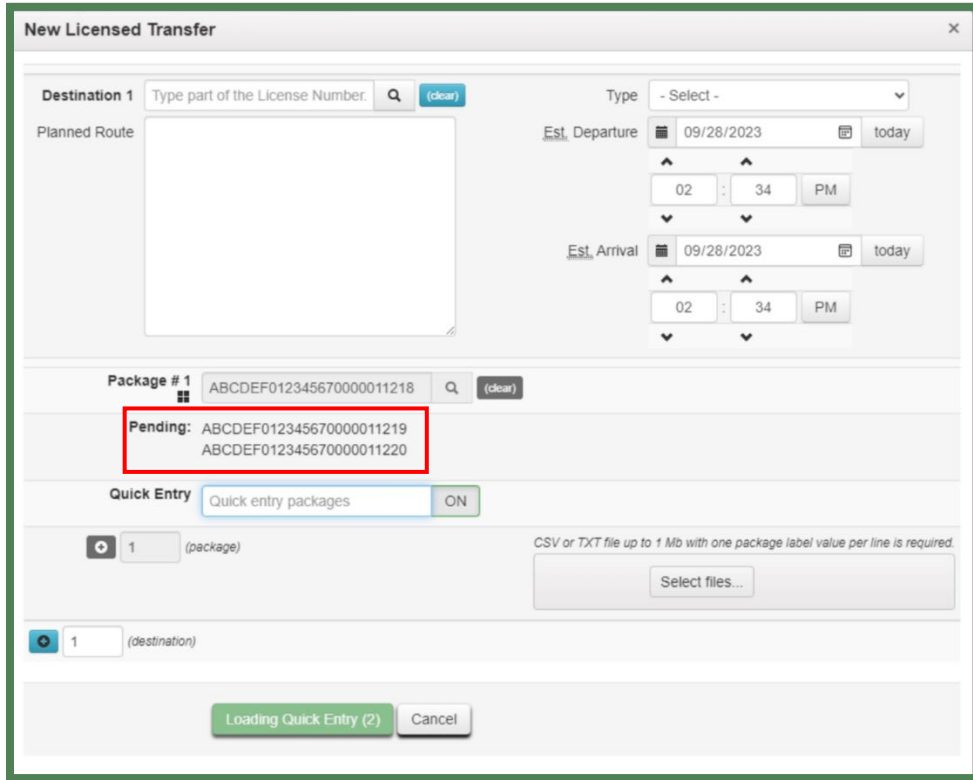 New Licensed Transfer ×
Destination 1 Type part of the License Number. (clear) Type - Select -
Planned Route Est. Departure 09/28/2023 today
02 : 34 PM
Est. Arrival 09/28/2023 today
02 : 34 PM
Package # 1 ABCDEF012345670000011218 (clear)
Pending: ABCDEF012345670000011219
ABCDEF012345670000011220
Quick Entry Quick entry packages ON
1 (package) CSV or TXT file up to 1 Mb with one package label value per line is required.
Select files...
1 (destination)
Loading Quick Entry (2) Cancel